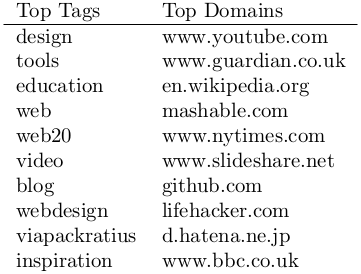 Top Tags Top Domains
design www.youtube.com
tools www.guardian.co.uk
education en.wikipedia.org
web mashable.com
web20 www.nytimes.com
video www.slideshare.net
blog github.com
webdesign lifehacker.com
viapackratius d.hatena.ne.jp
inspiration www.bbc.co.uk